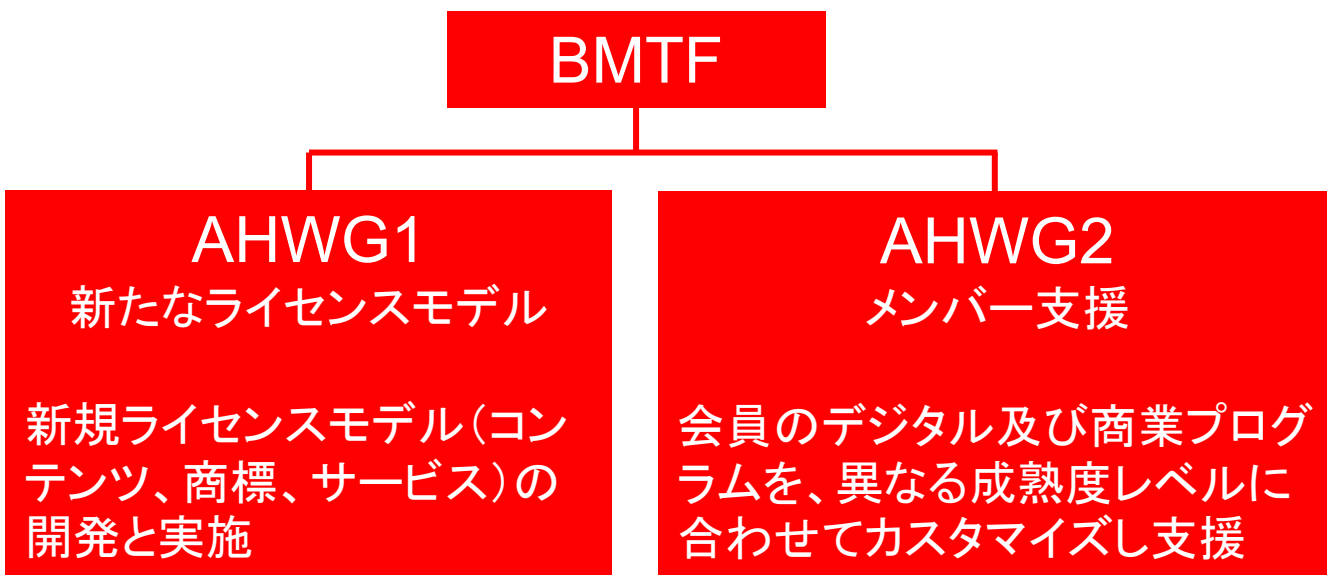 BMTF
AHWG1
新たなライセンスモデル
新規ライセンスモデル（コン
テンツ、商標、サービス）の
開発と実施
AHWG2
メンバー支援
会員のデジタル及び商業プログ
ラムを、異なる成熟度レベルに
合わせてカスタマイズし支援